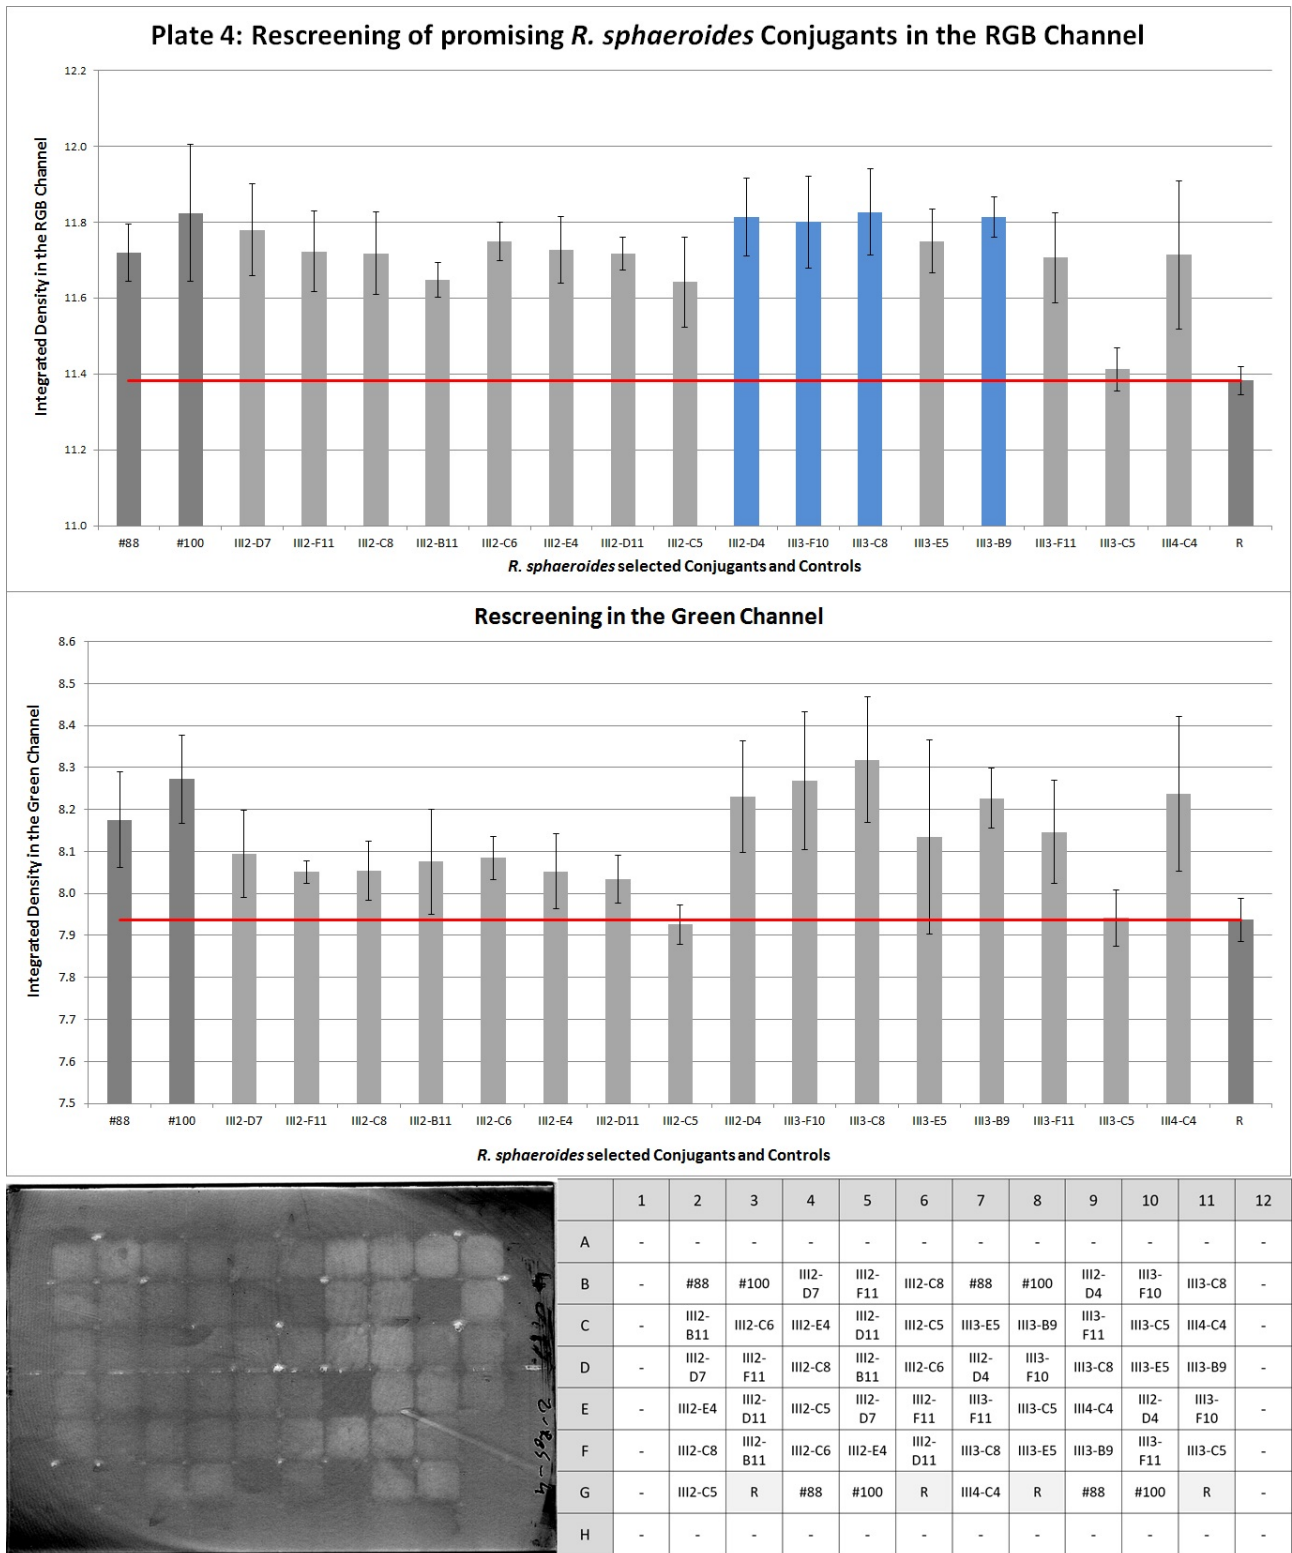 Plate 4: Rescreening of promising R. sphaeroides Conjugants in the RGB Channel
Integrated Density in the RGB Channel
12.2
12.0
11.8
11.6
11.4
11.2
11.0
#88 #100 III2-D7 III2-F11 III2-C8 III2-B11 III2-C6 III2-E4 III2-D11 III2-C5 III2-D4 III3-F10 III3-C8 III3-E5 III3-B9 III3-F11 III3-C5 III4-C4 R
R. sphaeroides selected Conjugants and Controls
Rescreening in the Green Channel
Integrated Density in the Green Channel
8.6
8.5
8.4
8.3
8.2
8.1
8.0
7.9
7.8
7.7
7.6
7.5
#88 #100 III2-D7 III2-F11 III2-C8 III2-B11 III2-C6 III2-E4 III2-D11 III2-C5 III2-D4 III3-F10 III3-C8 III3-E5 III3-B9 III3-F11 III3-C5 III4-C4 R
R. sphaeroides selected Conjugants and Controls
1 2 3 4 5 6 7 8 9 10 11 12
A - - - - - - - - - - - -
B - #88 #100 III2-D7 III2-F11 III2-C8 #88 #100 III2-D4 III3-F10 III3-C8 -
C - III2-B11 III2-C6 III2-E4 III2-D11 III2-C5 III3-E5 III3-B9 III3-F11 III3-C5 III4-C4 -
D - III2-D7 III2-F11 III2-C8 III2-B11 III2-C6 III2-D4 III3-F10 III3-C8 III3-E5 III3-B9 -
E - III2-E4 III2-D11 III2-C5 III2-D7 III2-F11 III3-F11 III3-C5 III4-C4 III2-D4 III3-F10 -
F - III2-C8 III2-B11 III2-C6 III2-E4 III2-D11 III3-C8 III3-E5 III3-B9 III3-F11 III3-C5 -
G - III2-C5 R #88 #100 R III4-C4 R #88 #100 R -
H - - - - - - - - - - - -